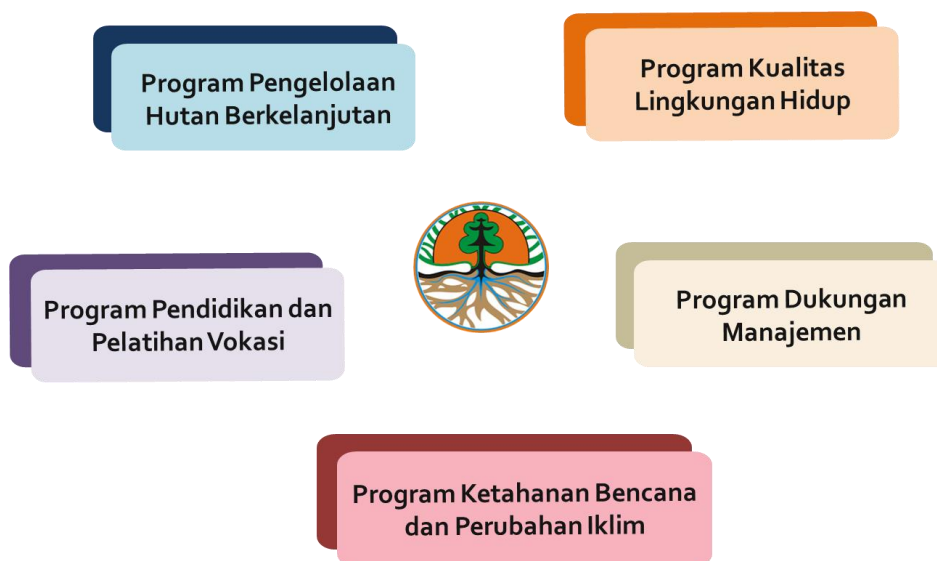 Program Pengelolaan
Hutan Berkelanjutan
Program Kualitas
Lingkungan Hidup
Program Pendidikan dan
Pelatihan Vokasi
Program Dukungan
Manajemen
Program Ketahanan Bencana
dan Perubahan Iklim